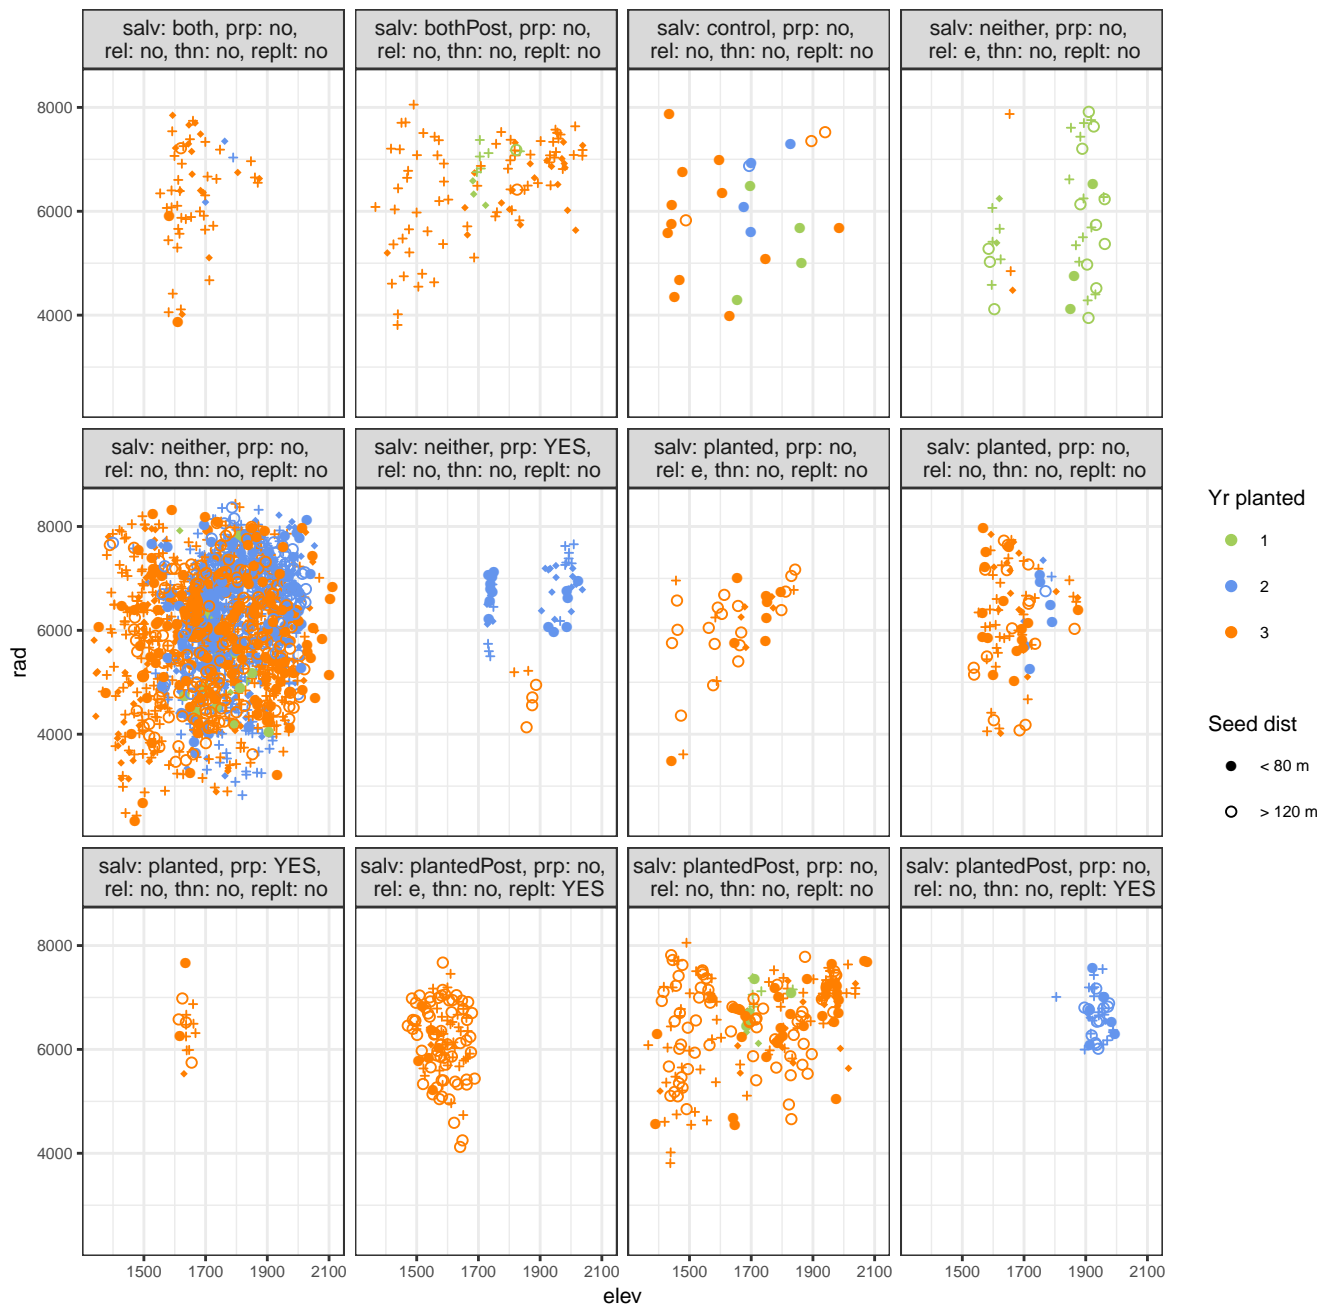 salv: both, prp: no,
rel: no, thn: no, replt: no
salv: bothPost, prp: no,
rel: no, thn: no, replt: no
salv: control, prp: no,
rel: no, thn: no, replt: no
salv: neither, prp: no,
rel: e, thn: no, replt: no
8000
6000
4000
salv: neither, prp: no,
rel: no, thn: no, replt: no
salv: neither, prp: YES,
rel: no, thn: no, replt: no
salv: planted, prp: no,
rel: e, thn: no, replt: no
salv: planted, prp: no,
rel: no, thn: no, replt: no
8000
6000
4000
rad
salv: planted, prp: YES,
rel: no, thn: no, replt: no
salv: plantedPost, prp: no,
rel: e, thn: no, replt: YES
salv: plantedPost, prp: no,
rel: no, thn: no, replt: no
salv: plantedPost, prp: no,
rel: no, thn: no, replt: YES
8000
6000
4000
1500 1700 1900 2100
1500 1700 1900 2100
1500 1700 1900 2100
1500 1700 1900 2100
elev
Yr planted
1
2
3
Seed dist
< 80 m
> 120 m